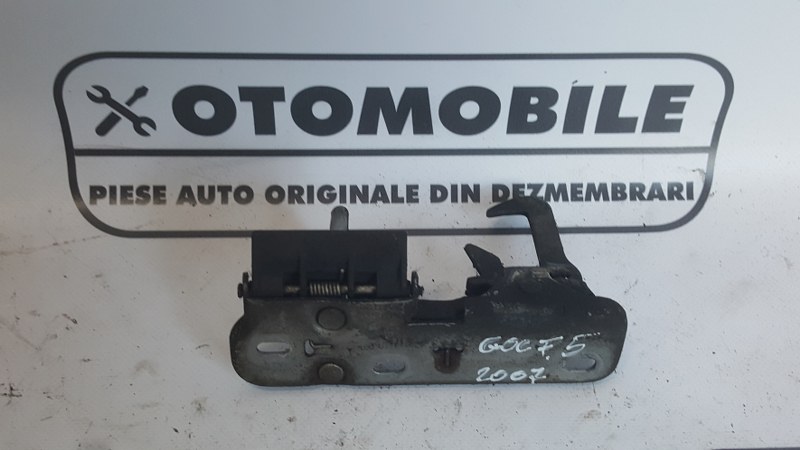 OTOMOBILE
PIESE AUTO ORIGINALE DIN DEZMEMBRARI
GOLF 5
2007